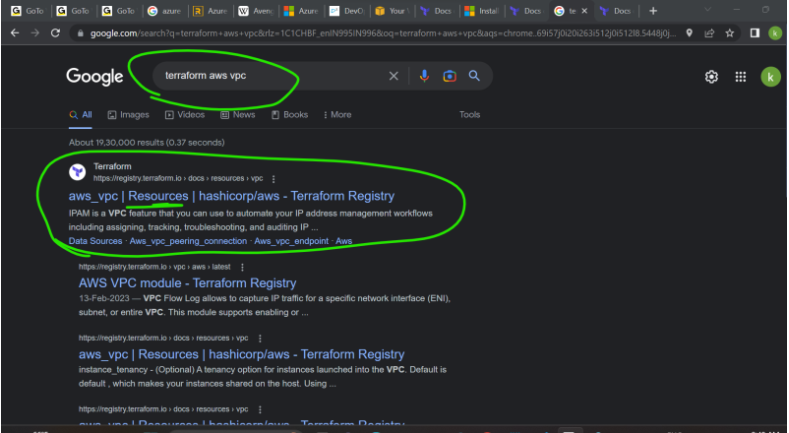 GoTo GoTo GoTo azure Azure Aven Azure DevO Your Docs Instal Docs te Docs
google.com/search?q=terraform+aws+vpc&rlz=1C1CHBF_enIN995IN996&oq=terraform+aws+vpc&aqs=chrome..69i57j0i20i263i512j0i512l8.5448j0j...
Google terraform aws vpc k
All Images Videos News Books More Tools
About 19,30,000 results (0.37 seconds)
Terraform
https://registry.terraform.io › docs › resources › vpc
aws_vpc | Resources | hashicorp/aws - Terraform Registry
IPAM is a VPC feature that you can use to automate your IP address management workflows
including assigning, tracking, troubleshooting, and auditing IP ...
Data Sources · Aws_vpc_peering_connection · Aws_vpc_endpoint · Aws
https://registry.terraform.io › vpc › aws › latest
AWS VPC module - Terraform Registry
13-Feb-2023 — VPC Flow Log allows to capture IP traffic for a specific network interface (ENI),
subnet, or entire VPC. This module supports enabling or ...
https://registry.terraform.io › docs › resources › vpc
aws_vpc | Resources | hashicorp/aws - Terraform Registry
instance_tenancy - (Optional) A tenancy option for instances launched into the VPC. Default is
default , which makes your instances shared on the host. Using ...
https://registry.terraform.io › docs › resources › vpc
aws_vpc | Resources | hashicorp/aws - Terraform Registry